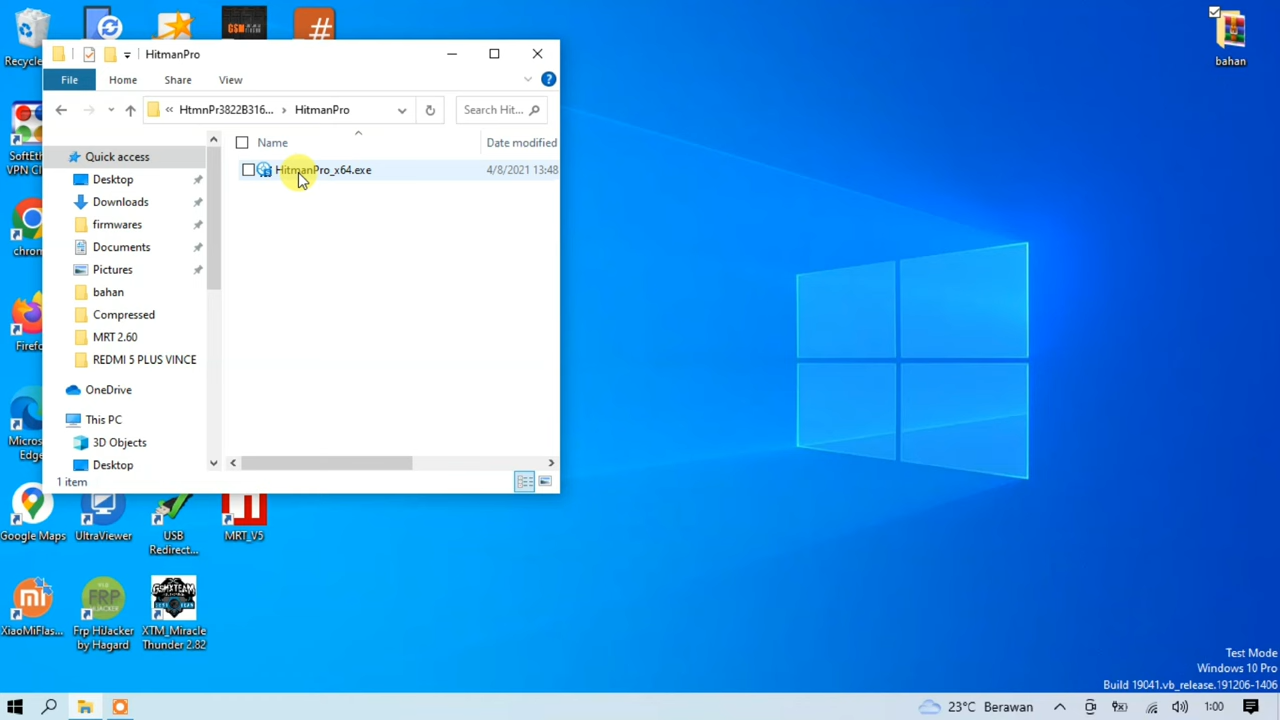 HitmanPro
File
Home
Share
View
HtmnPr3822B316...
HitmanPro
Search Hit...
Name
Date modified
HitmanPro_x64.exe
4/8/2021 13:48
Quick access
Desktop
Downloads
firmwares
Documents
Pictures
bahan
Compressed
MRT 2.60
REDMI 5 PLUS VINCE
OneDrive
This PC
3D Objects
Desktop
1 item
Recycle
GSM
#
bahan
SoftEth
VPN Cl
chrom
Firef
Micros
Edge
Google Maps
UltraViewer
USB
Redirect...
MRT_V5
XiaoMiFlas...
Frp HiJacker
by Hagard
XTM_Miracle
Thunder 2.82
Test Mode
Windows 10 Pro
Build 19041.vb_release.191206-1406
23°C Berawan
1:00